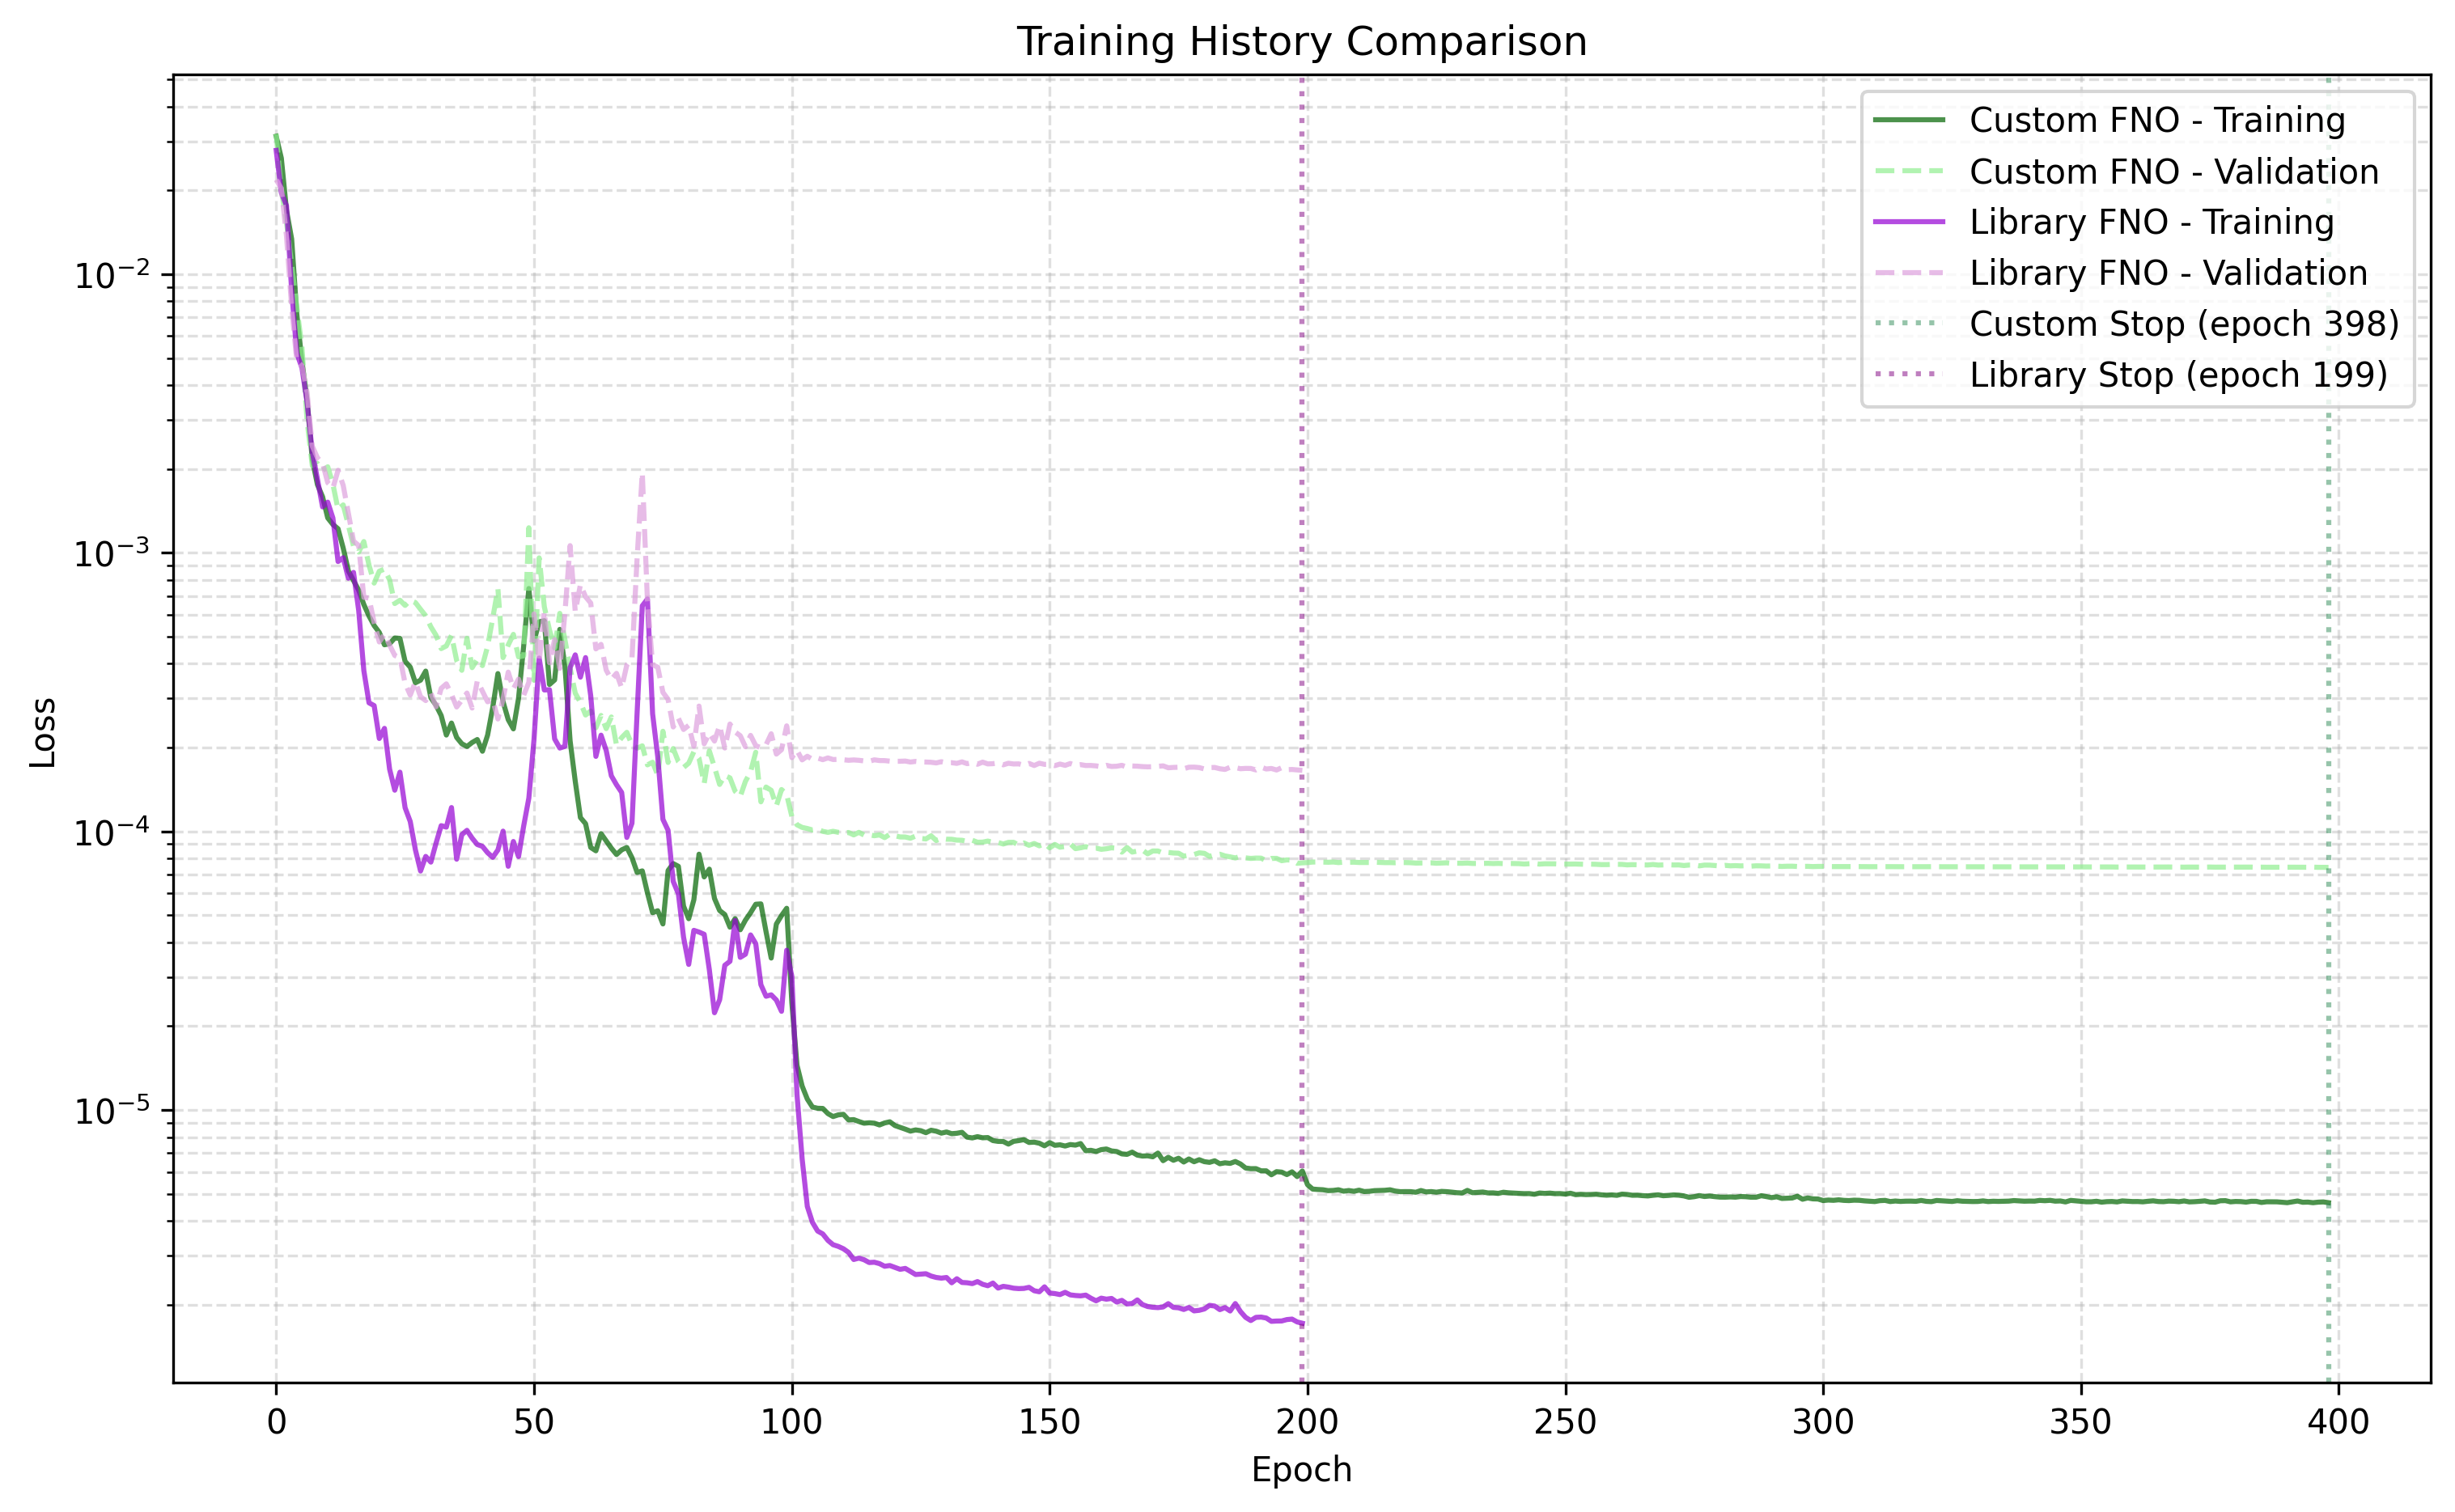 Training History Comparison
Custom FNO - Training
Custom FNO - Validation
Library FNO - Training
Library FNO - Validation
Custom Stop (epoch 398)
Library Stop (epoch 199)
Loss
10⁻²
10⁻³
10⁻⁴
10⁻⁵
0 50 100 150 200 250 300 350 400
Epoch